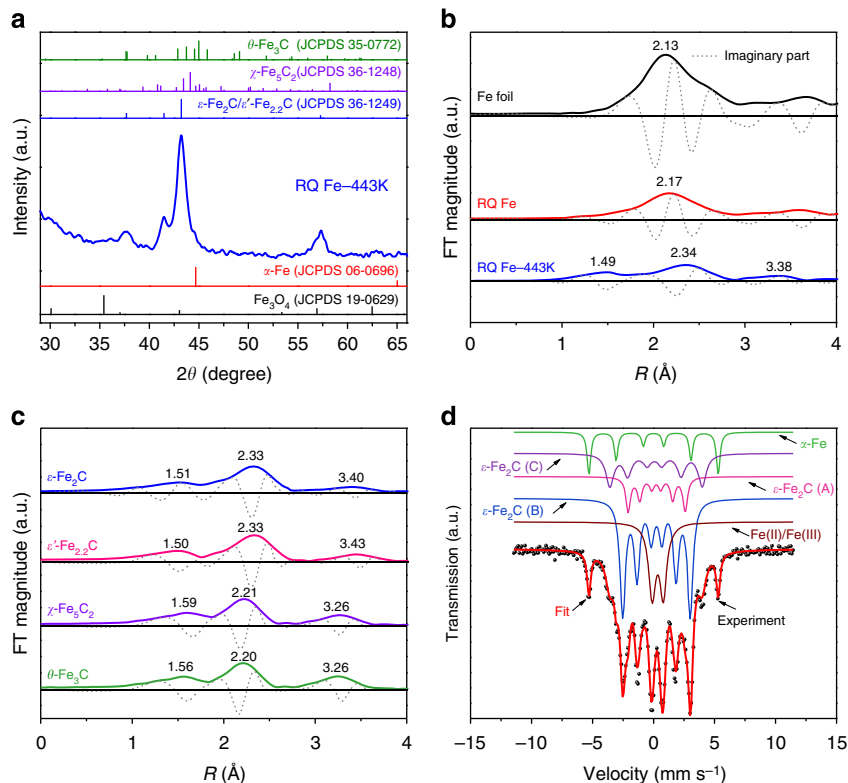 a
θ-Fe3C (JCPDS 35-0772)
χ-Fe5C2(JCPDS 36-1248)
ε-Fe2C/ε′-Fe2.2C (JCPDS 36-1249)
RQ Fe–443K
α-Fe (JCPDS 06-0696)
Fe3O4 (JCPDS 19-0629)
Intensity (a.u.)
30 35 40 45 50 55 60 65
2θ (degree)
b
2.13
Imaginary part
Fe foil
2.17
RQ Fe
2.34
1.49
3.38
RQ Fe–443K
FT magnitude (a.u.)
0 1 2 3 4
R (Å)
c
2.33
1.51
3.40
ε-Fe2C
2.33
1.50
3.43
ε′-Fe2.2C
2.21
1.59
3.26
χ-Fe5C2
2.20
1.56
3.26
θ-Fe3C
FT magnitude (a.u.)
0 1 2 3 4
R (Å)
d
α-Fe
ε-Fe2C (C)
ε-Fe2C (A)
ε-Fe2C (B)
Fe(II)/Fe(III)
Fit
Experiment
Transmission (a.u.)
−15 −10 −5 0 5 10 15
Velocity (mm s−1)